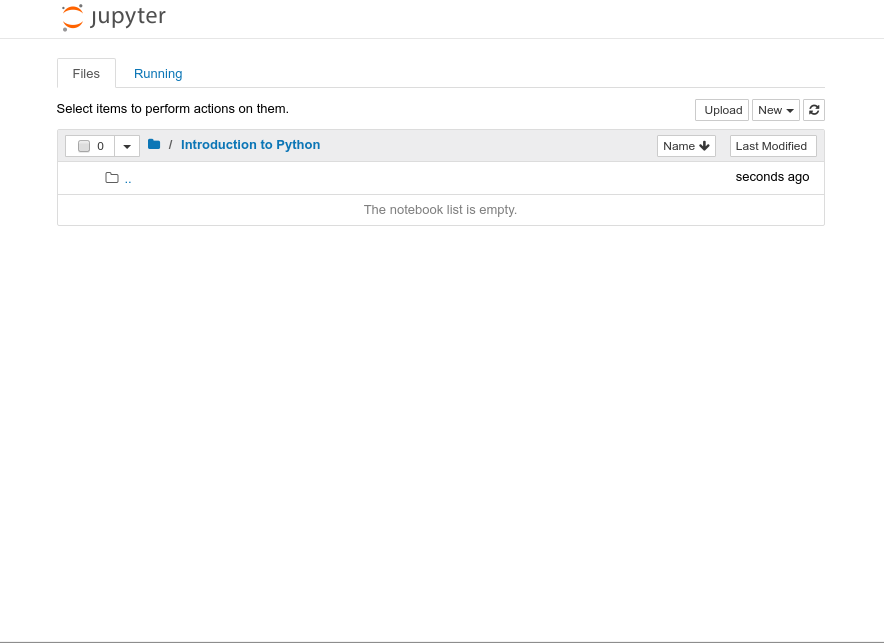 jupyter
Files Running
Select items to perform actions on them. Upload New
0 / Introduction to Python Name Last Modified
.. seconds ago
The notebook list is empty.